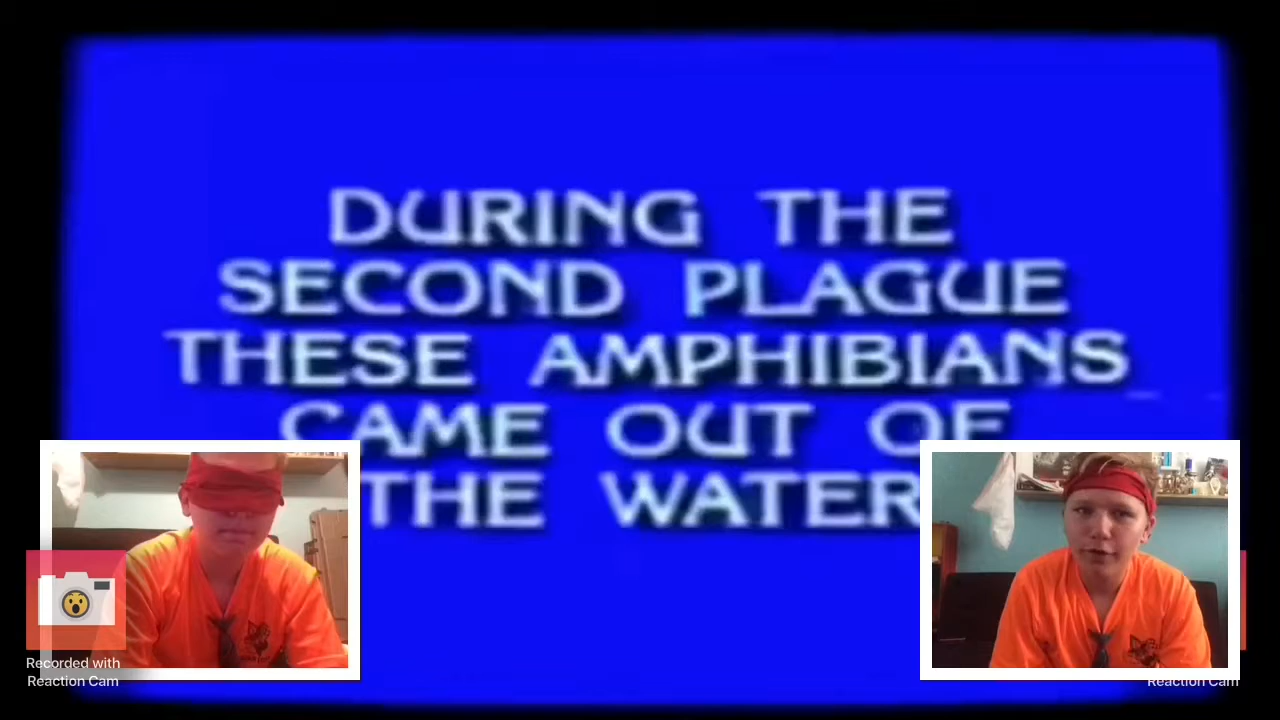 DURING THE
SECOND PLAGUE
THESE AMPHIBIANS
CAME OUT OF
THE WATER
Recorded with
Reaction Cam
Reaction Cam